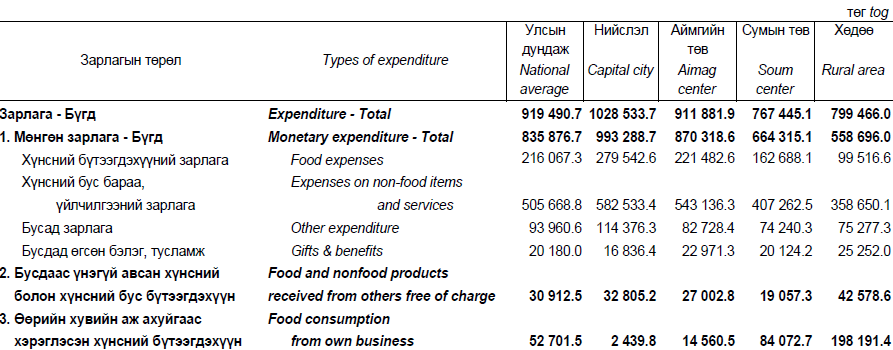 төг tog
Зарлагын төрөл Types of expenditure Улсын дундаж National average Нийслэл Capital city Аймгийн төв Aimag center Сумын төв Soum center Хөдөө Rural area
Зарлага - Бүгд Expenditure - Total 919 490.7 1028 533.7 911 881.9 767 445.1 799 466.0
1. Мөнгөн зарлага - Бүгд Monetary expenditure - Total 835 876.7 993 288.7 870 318.6 664 315.1 558 696.0
Хүнсний бүтээгдэхүүний зарлага Food expenses 216 067.3 279 542.6 221 482.6 162 688.1 99 516.6
Хүнсний бус бараа, Expenses on non-food items
үйлчилгээний зарлага and services 505 668.8 582 533.4 543 136.3 407 262.5 358 650.1
Бусад зарлага Other expenditure 93 960.6 114 376.3 82 728.4 74 240.3 75 277.3
Бусдад өгсөн бэлэг, тусламж Gifts & benefits 20 180.0 16 836.4 22 971.3 20 124.2 25 252.0
2. Бусдаас үнэгүй авсан хүнсний Food and nonfood products
болон хүнсний бус бүтээгдэхүүн received from others free of charge 30 912.5 32 805.2 27 002.8 19 057.3 42 578.6
3. Өөрийн хувийн аж ахуйгаас Food consumption
хэрэглэсэн хүнсний бүтээгдэхүүн from own business 52 701.5 2 439.8 14 560.5 84 072.7 198 191.4